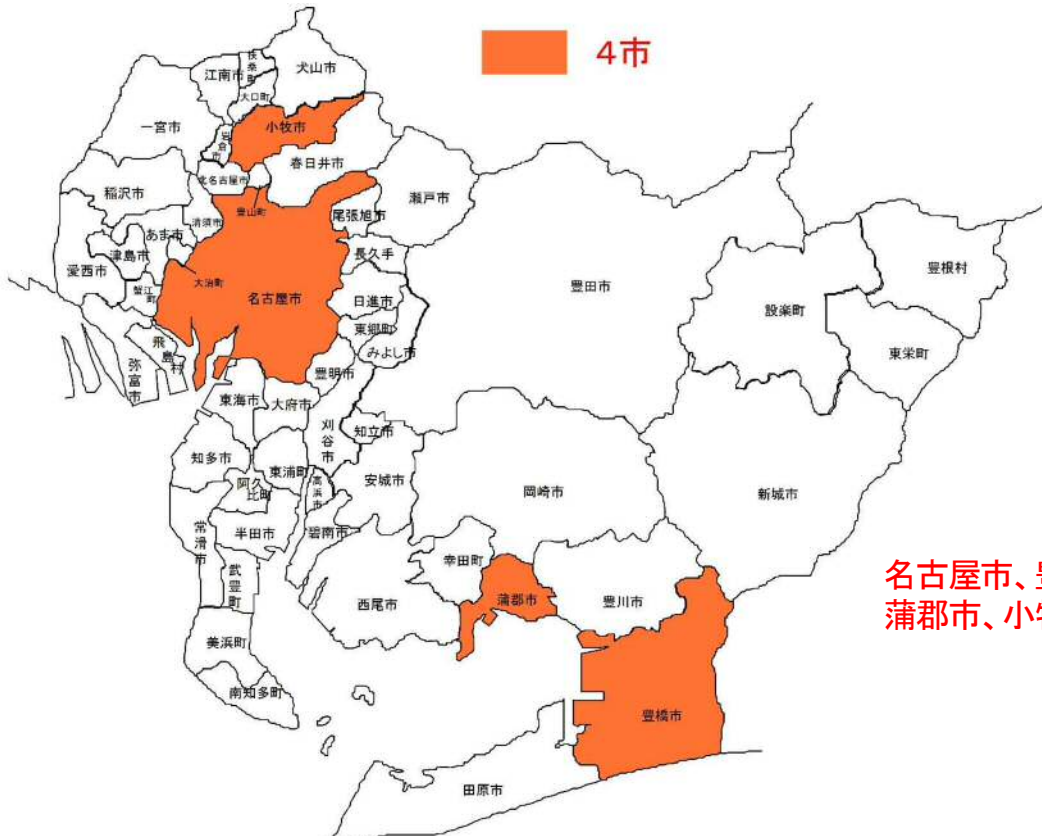 4市
扶桑町
犬山市
江南市
大口町
一宮市
小牧市
岩倉市
春日井市
北名古屋市
瀬戸市
稲沢市
豊山町
尾張旭市
清須市
あま市
津島市
長久手
愛西市
大治町
蟹江町
名古屋市
日進市
豊田市
豊根村
設楽町
東郷町
みよし市
東栄町
飛島村
弥富市
豊明市
東海市
大府市
刈谷市
知立市
知多市
東浦町
高浜市
安城市
岡崎市
新城市
阿久比町
常滑市
半田市
碧南市
幸田町
武豊町
西尾市
蒲郡市
豊川市
名古屋市、
蒲郡市、小
美浜町
南知多町
豊橋市
田原市